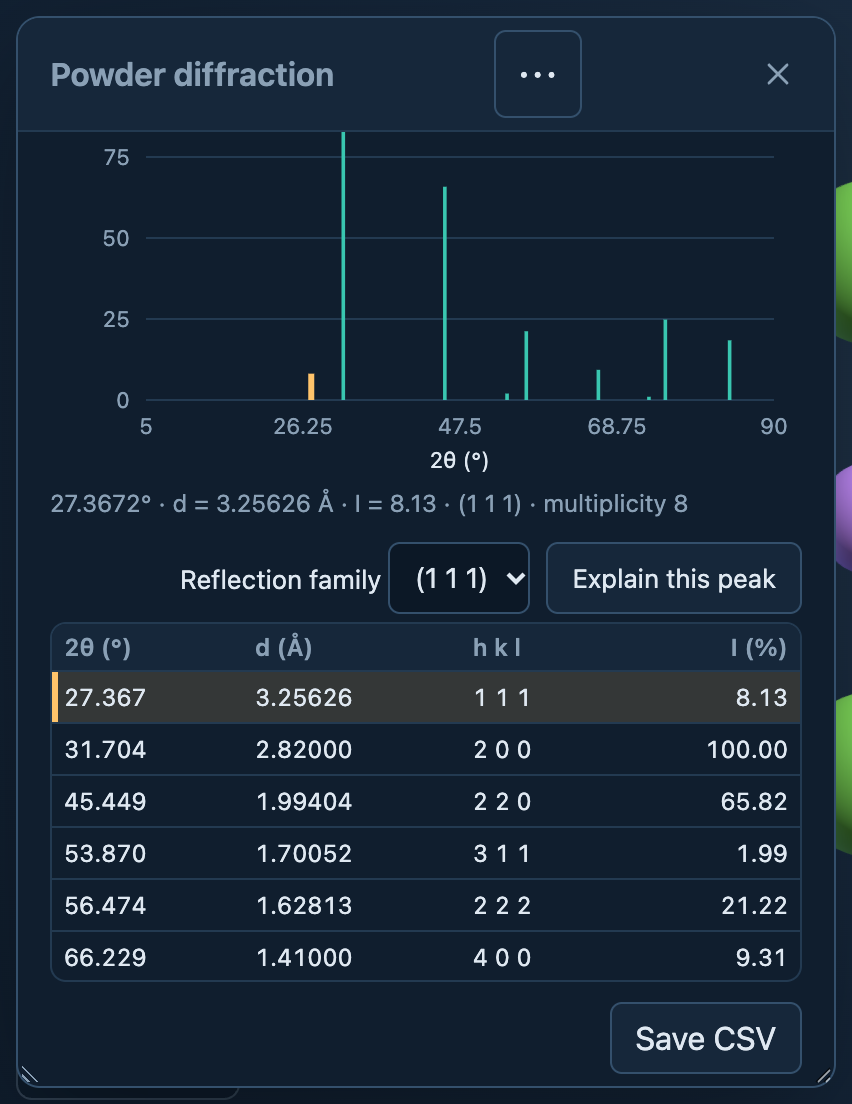 Powder diffraction
75
50
25
0
5 26.25 47.5 68.75 90
2θ (°)
27.3672° · d = 3.25626 Å · I = 8.13 · (1 1 1) · multiplicity 8
Reflection family (1 1 1) Explain this peak
2θ (°) d (Å) h k l I (%)
27.367 3.25626 1 1 1 8.13
31.704 2.82000 2 0 0 100.00
45.449 1.99404 2 2 0 65.82
53.870 1.70052 3 1 1 1.99
56.474 1.62813 2 2 2 21.22
66.229 1.41000 4 0 0 9.31
Save CSV